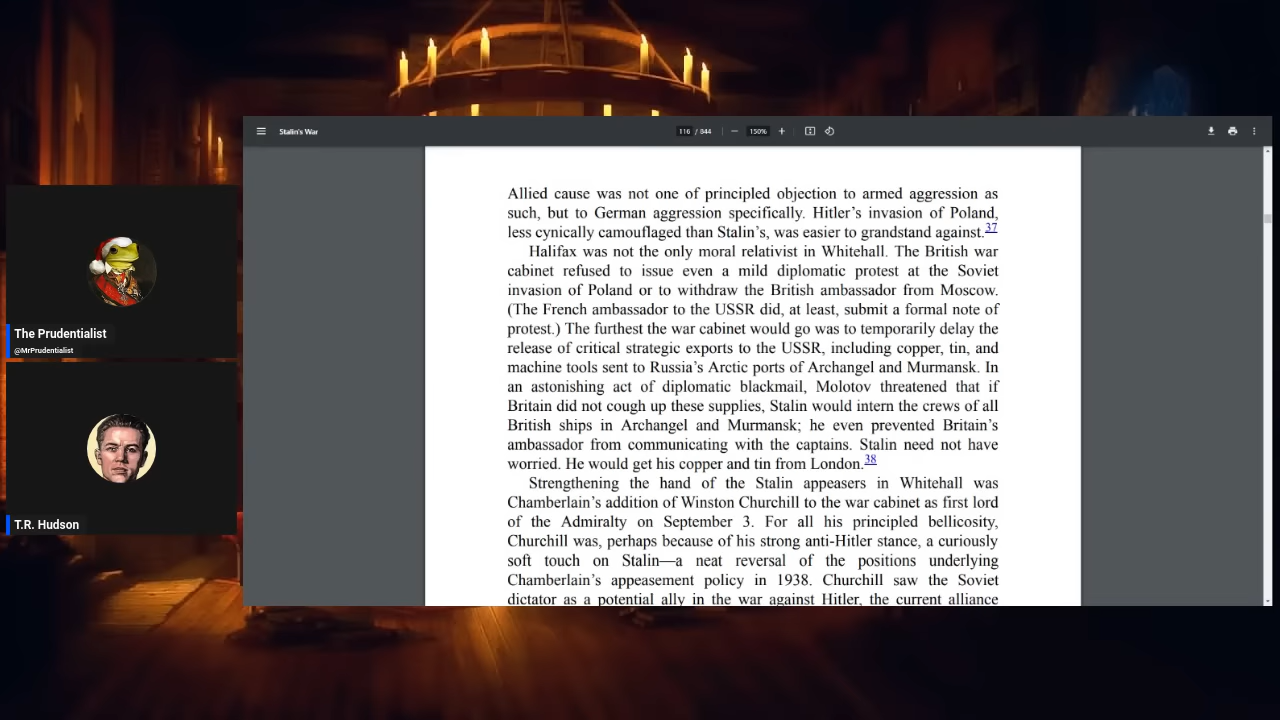 Stalin's War
116 / 844
150%
Allied cause was not one of principled objection to armed aggression as
such, but to German aggression specifically. Hitler's invasion of Poland,
less cynically camouflaged than Stalin's, was easier to grandstand against.37
Halifax was not the only moral relativist in Whitehall. The British war
cabinet refused to issue even a mild diplomatic protest at the Soviet
invasion of Poland or to withdraw the British ambassador from Moscow.
(The French ambassador to the USSR did, at least, submit a formal note of
protest.) The furthest the war cabinet would go was to temporarily delay the
release of critical strategic exports to the USSR, including copper, tin, and
machine tools sent to Russia's Arctic ports of Archangel and Murmansk. In
an astonishing act of diplomatic blackmail, Molotov threatened that if
Britain did not cough up these supplies, Stalin would intern the crews of all
British ships in Archangel and Murmansk; he even prevented Britain's
ambassador from communicating with the captains. Stalin need not have
worried. He would get his copper and tin from London.38
Strengthening the hand of the Stalin appeasers in Whitehall was
Chamberlain's addition of Winston Churchill to the war cabinet as first lord
of the Admiralty on September 3. For all his principled bellicosity,
Churchill was, perhaps because of his strong anti-Hitler stance, a curiously
soft touch on Stalin—a neat reversal of the positions underlying
Chamberlain's appeasement policy in 1938. Churchill saw the Soviet
dictator as a potential ally in the war against Hitler, the current alliance
The Prudentialist
@MrPrudentialist
T.R. Hudson